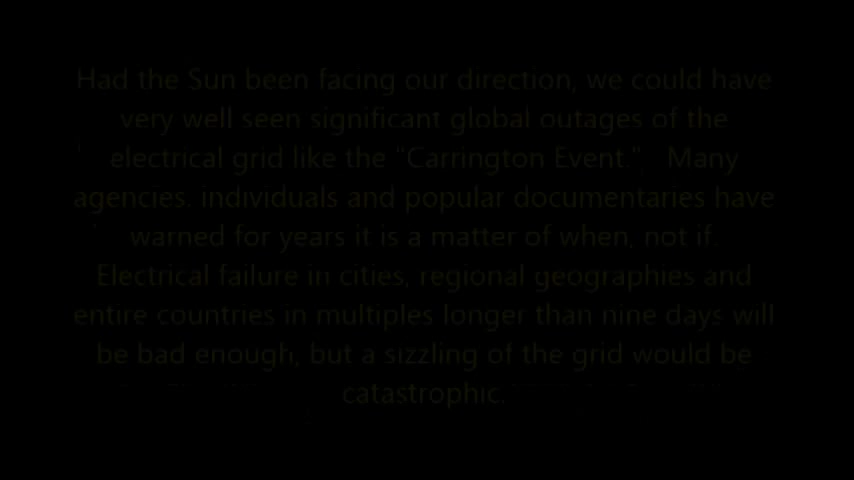 Had the Sun been facing our direction, we could have
very well seen significant global outages of the
electrical grid like the "Carrington Event.", Many
agencies. individuals and popular documentaries have
warned for years it is a matter of when, not if.
Electrical failure in cities, regional geographies and
entire countries in multiples longer than nine days will
be bad enough, but a sizzling of the grid would be
catastrophic.